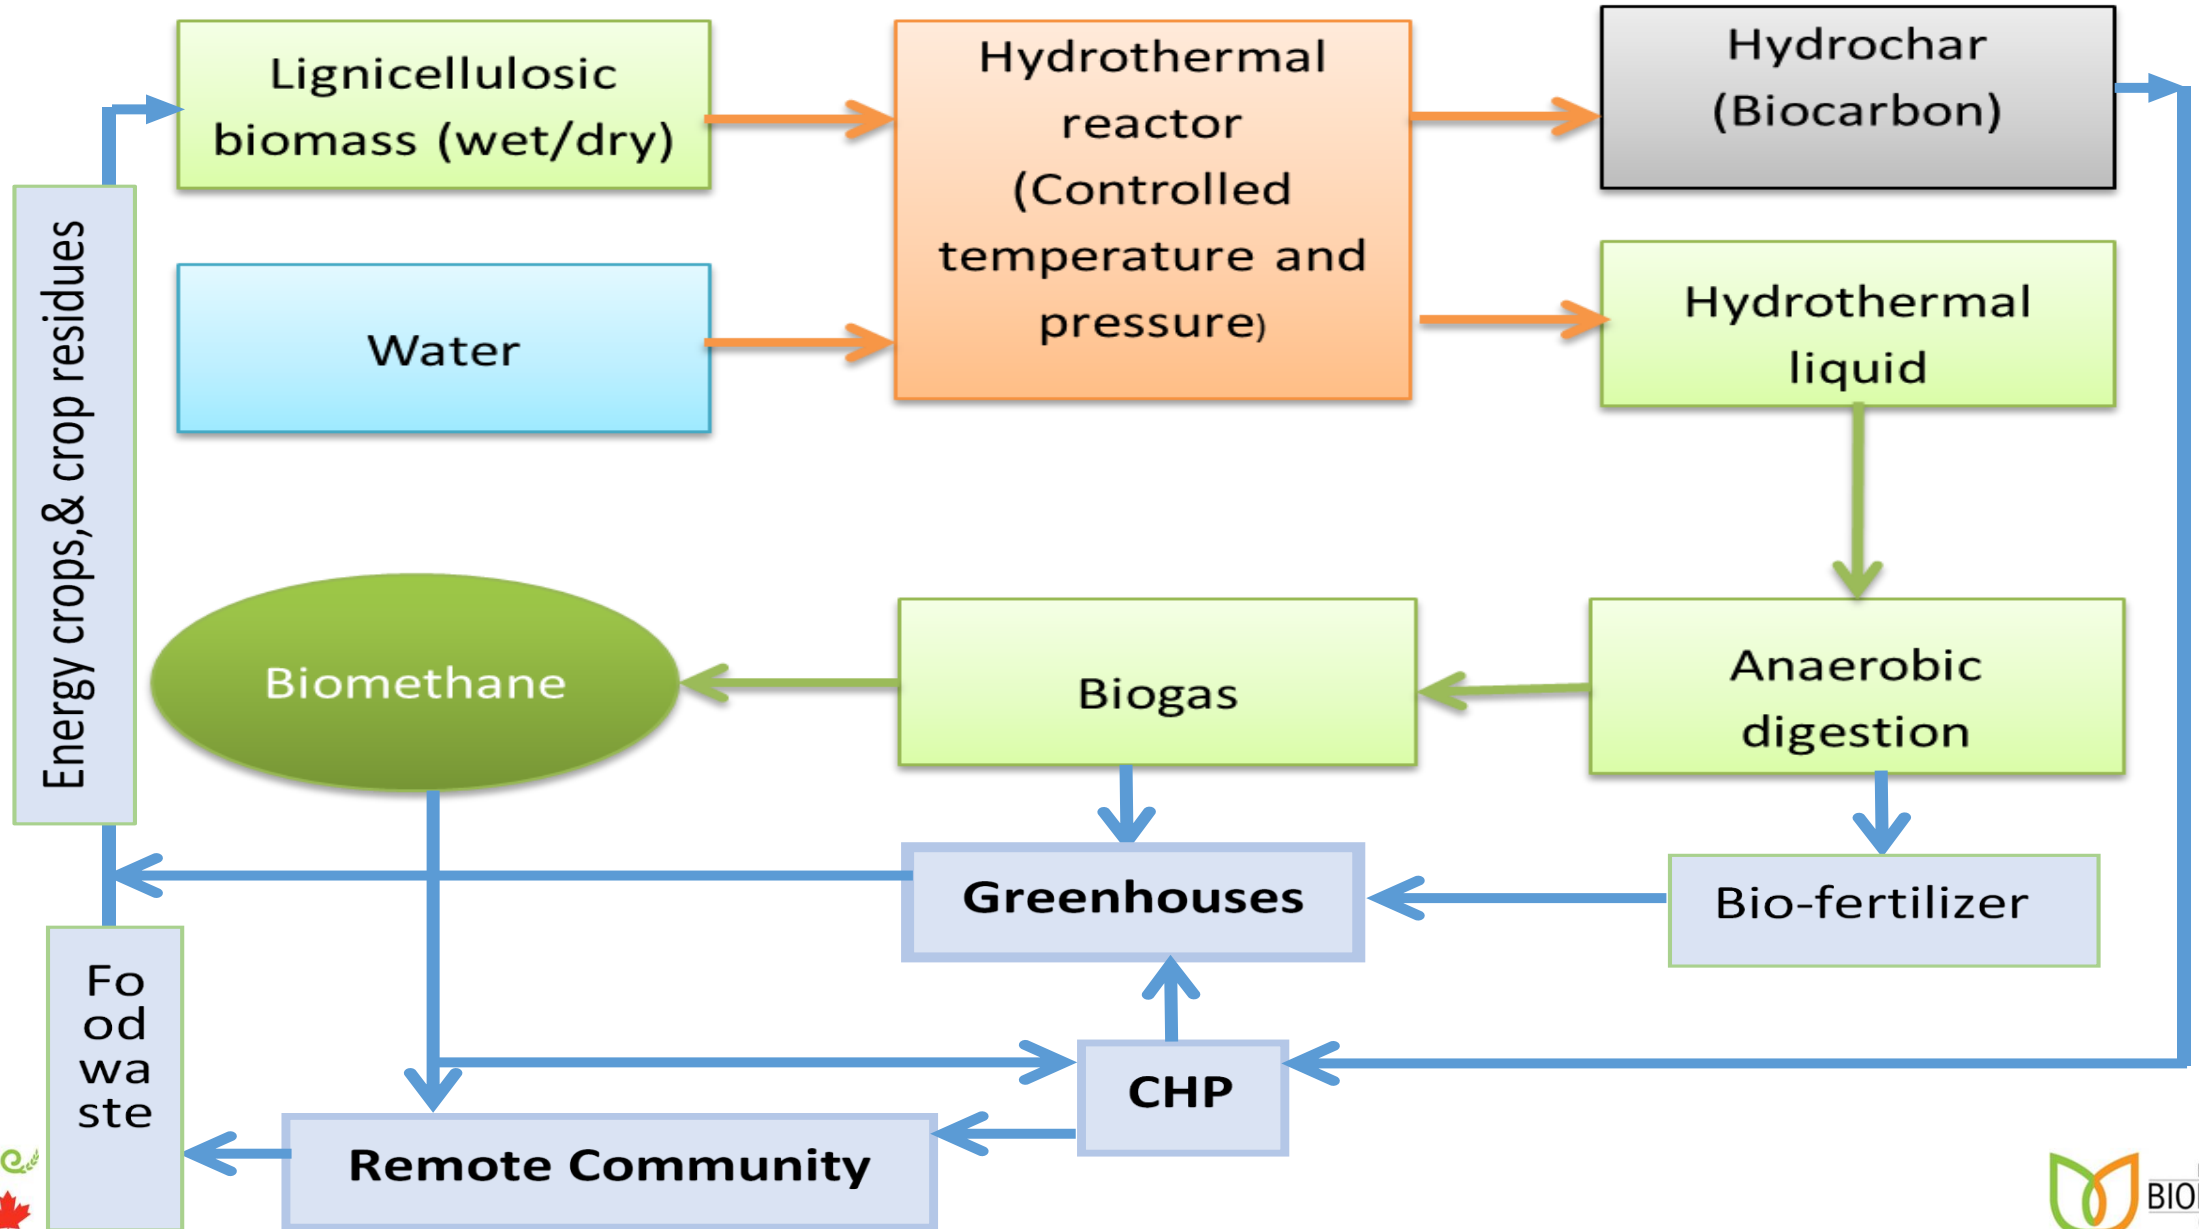 Lignicellulosic
biomass (wet/dry)
Hydrothermal
reactor
(Controlled
temperature and
pressure)
Hydrochar
(Biocarbon)
Water
Hydrothermal
liquid
Energy crops,& crop residues
Biomethane
Biogas
Anaerobic
digestion
Greenhouses
Bio-fertilizer
Fo
od
wa
ste
CHP
Remote Community